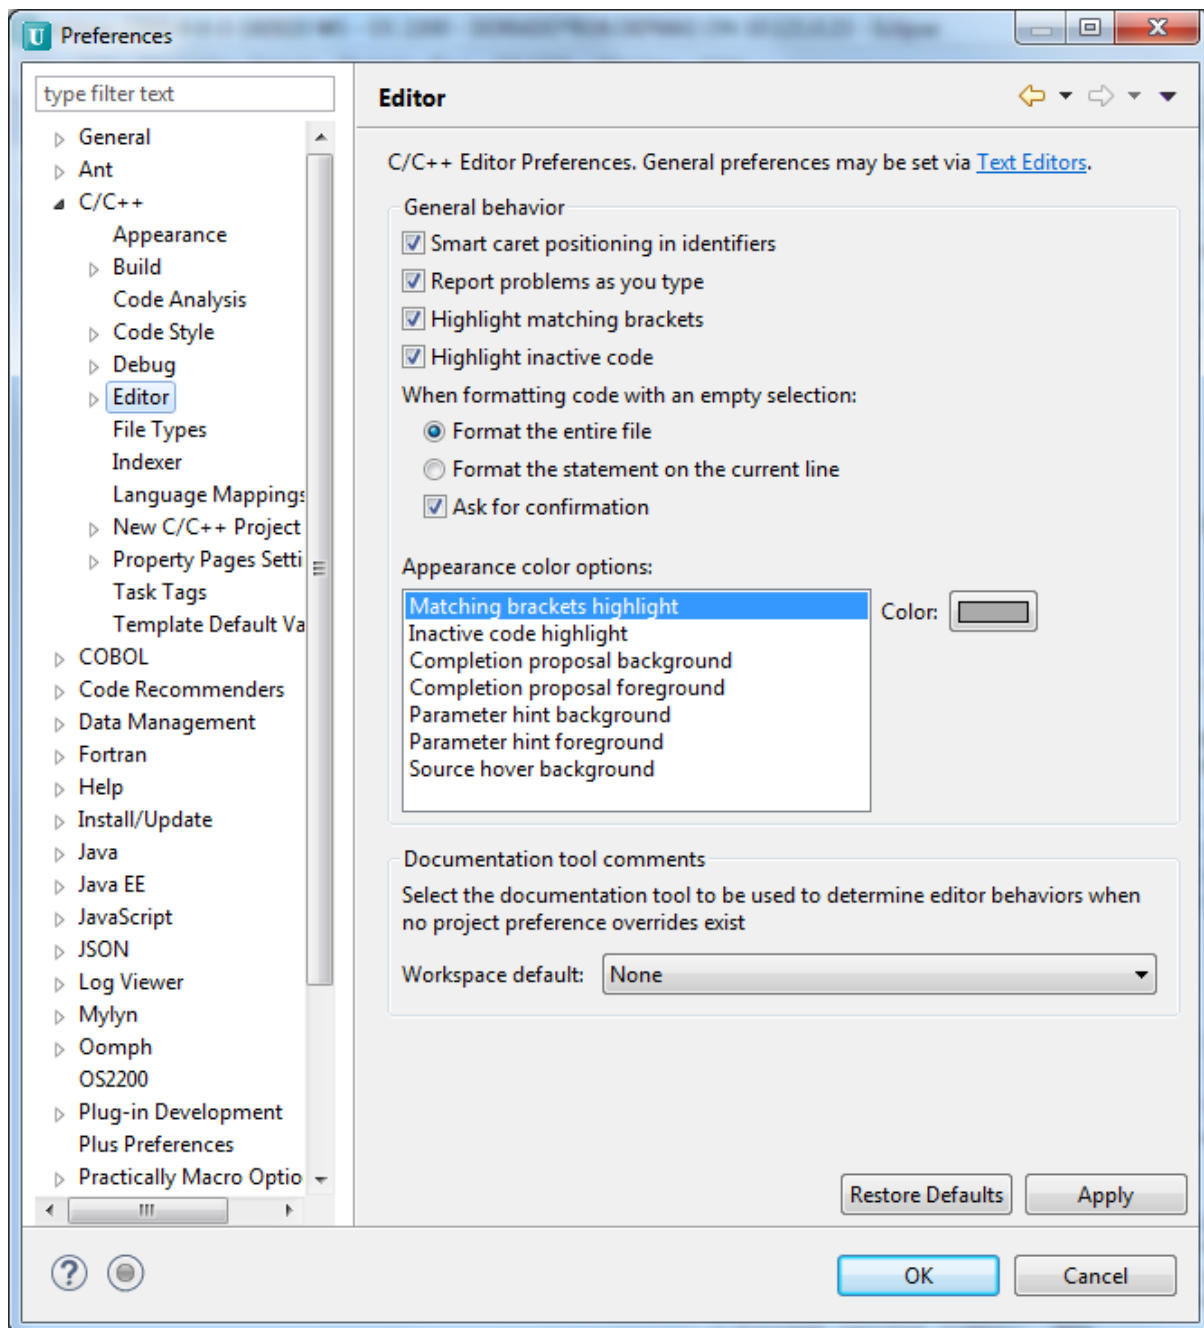 U Preferences
type filter text
General
Ant
C/C++
Appearance
Build
Code Analysis
Code Style
Debug
Editor
File Types
Indexer
Language Mappings
New C/C++ Project
Property Pages Setti
Task Tags
Template Default Va
COBOL
Code Recommenders
Data Management
Fortran
Help
Install/Update
Java
Java EE
JavaScript
JSON
Log Viewer
Mylyn
Oomph
OS2200
Plug-in Development
Plus Preferences
Practically Macro Optio
Editor
C/C++ Editor Preferences. General preferences may be set via Text Editors.
General behavior
Smart caret positioning in identifiers
Report problems as you type
Highlight matching brackets
Highlight inactive code
When formatting code with an empty selection:
Format the entire file
Format the statement on the current line
Ask for confirmation
Appearance color options:
Matching brackets highlight
Inactive code highlight
Completion proposal background
Completion proposal foreground
Parameter hint background
Parameter hint foreground
Source hover background
Color:
Documentation tool comments
Select the documentation tool to be used to determine editor behaviors when
no project preference overrides exist
Workspace default: None
Restore Defaults Apply
? OK Cancel